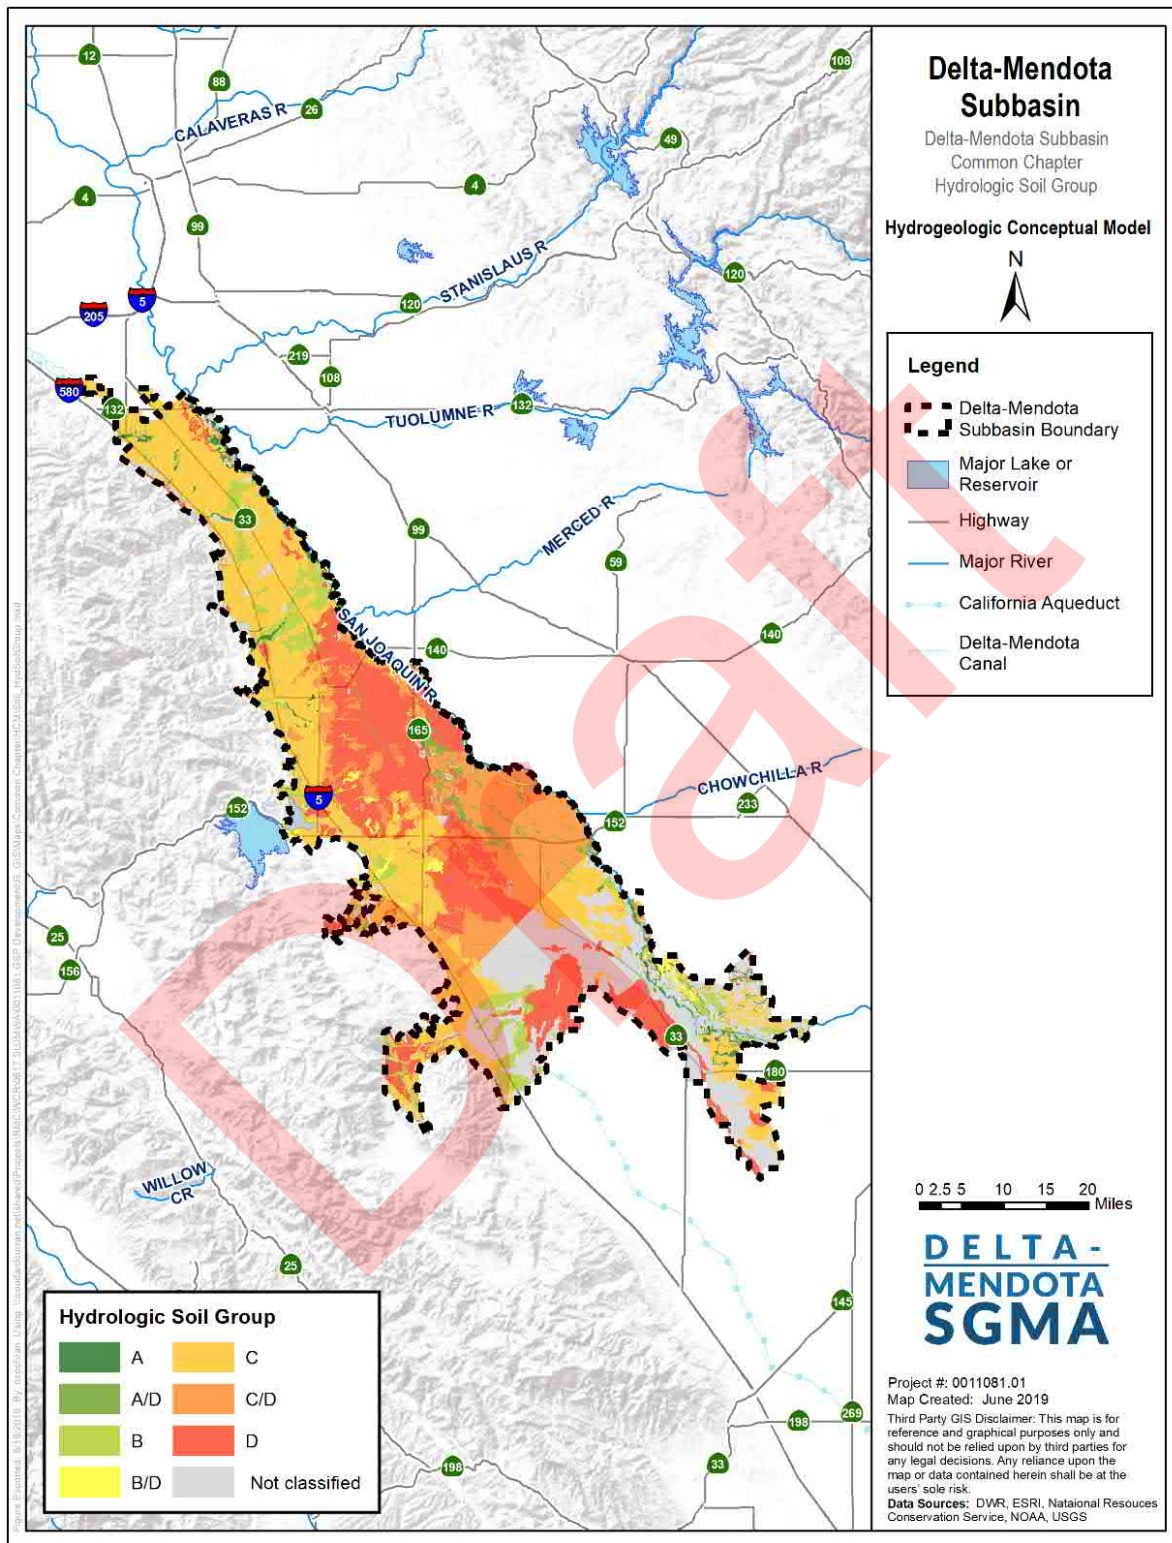 Delta-Mendota
Subbasin
Delta-Mendota Subbasin
Common Chapter
Hydrologic Soil Group
Hydrogeologic Conceptual Model
N
Legend
Delta-Mendota
Subbasin Boundary
Major Lake or
Reservoir
Highway
Major River
California Aqueduct
Delta-Mendota
Canal
12
88
26
108
CALAVERAS R
49
4
4
99
STANISLAUS R
120
120
5
205
219
108
580
132
132
TUOLUMNE R
33
99
MERCED R
59
SAN JOAQUIN R
140
140
165
CHOWCHILLA R
5
152
233
152
25
156
33
180
WILLOW
CR
25
145
269
198
198
33
Draft
0 2.5 5 10 15 20
Miles
DELTA-
MENDOTA
SGMA
Hydrologic Soil Group
A
A/D
B
B/D
C
C/D
D
Not classified
Project #: 0011081.01
Map Created: June 2019
Third Party GIS Disclaimer: This map is for
reference and graphical purposes only and
should not be relied upon by third parties for
any legal decisions. Any reliance upon the
map or data contained herein shall be at the
users' sole risk.
Data Sources: DWR, ESRI, Nataional Resouces
Conservation Service, NOAA, USGS